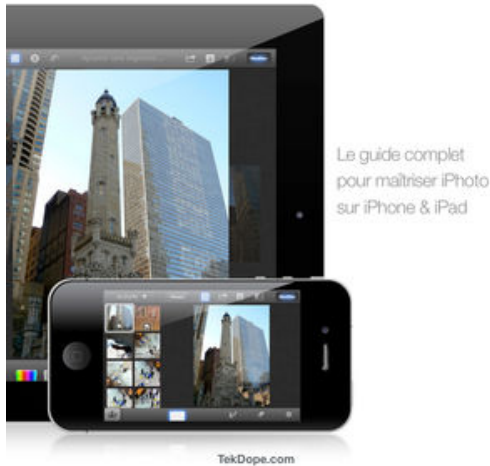 Le guide complet
pour maîtriser iPhoto
sur iPhone & iPad
TekDope.com